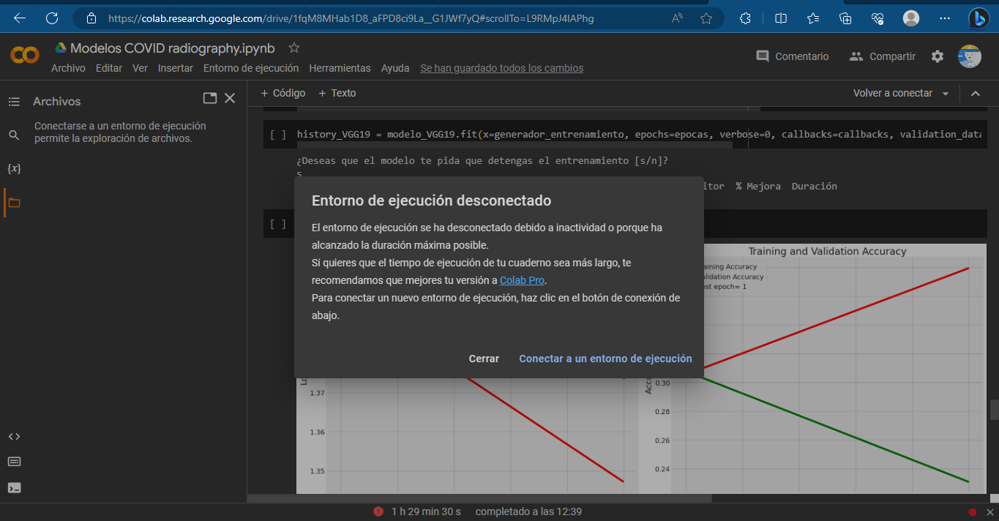 https://colab.research.google.com/drive/1fqM8MHab1D8_aFPD8ci9La__G1JWf7yQ#scrollTo=L9RMpJ4IAPhg
Modelos COVID radiography.ipynb
Comentario Compartir
Archivo Editar Ver Insertar Entorno de ejecución Herramientas Ayuda Se han guardado todos los cambios
Archivos
+ Código + Texto
Volver a conectar
Conectarse a un entorno de ejecución
permite la exploración de archivos.
{x}
[ ] history_VGG19 = modelo_VGG19.fit(x=generador_entrenamiento, epochs=epocas, verbose=0, callbacks=callbacks, validation_data
¿Deseas que el modelo te pida que detengas el entrenamiento [s/n]?
s
itor % Mejora Duración
[ ]
Entorno de ejecución desconectado
El entorno de ejecución se ha desconectado debido a inactividad o porque ha
alcanzado la duración máxima posible.
Si quieres que el tiempo de ejecución de tu cuaderno sea más largo, te
recomendamos que mejores tu versión a Colab Pro.
Para conectar un nuevo entorno de ejecución, haz clic en el botón de conexión de
abajo.
Cerrar Conectar a un entorno de ejecución
Training and Validation Accuracy
aining Accuracy
alidation Accuracy
est epoch= 1
Lo
1.37
1.36
1.35
Accu
0.30
0.28
0.26
0.24
1 h 29 min 30 s completado a las 12:39